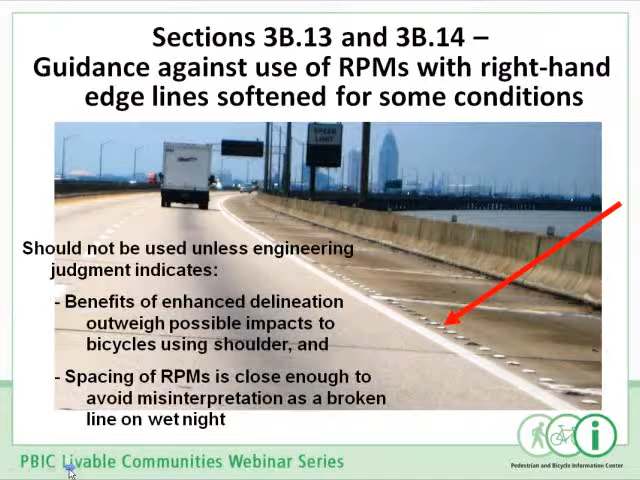 Sections 3B.13 and 3B.14 –
Guidance against use of RPMs with right-hand
edge lines softened for some conditions
SPEED
LIMIT
Should not be used unless engineering
judgment indicates:
- Benefits of enhanced delineation
outweigh possible impacts to
bicycles using shoulder, and
- Spacing of RPMs is close enough to
avoid misinterpretation as a broken
line on wet night
PBIC Livable Communities Webinar Series
i
Pedestrian and Bicycle Information Center